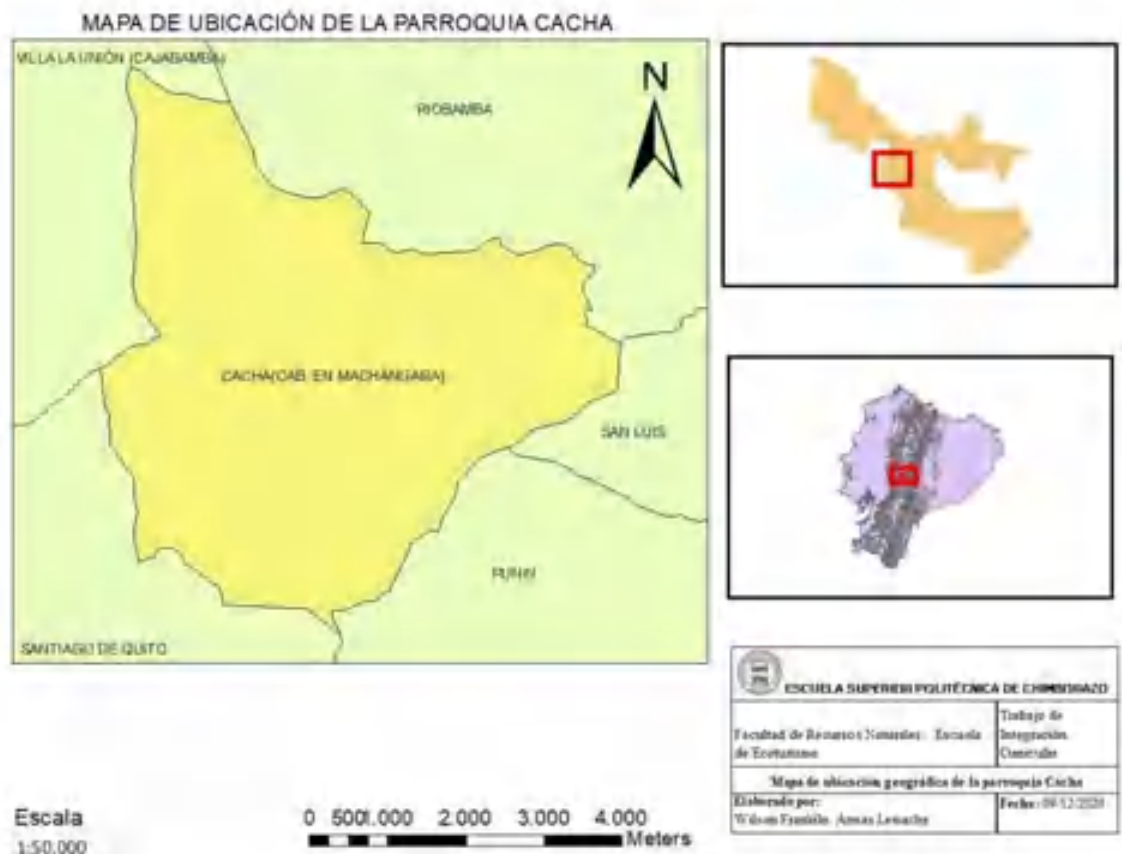 MAPA DE UBICACIÓN DE LA PARROQUIA CACHA
VILLA LA UNIÓN (CAJABAMBA)
RIOBAMBA
N
CACHA(CAB. EN MACHÁNGARA)
SAN LUIS
PUNIN
SANTIAGO DE QUITO
ESCUELA SUPERIOR POLITÉCNICA DE CHIMBORAZO
Facultad de Recursos Naturales. Escuela de Ecoturismo
Trabajo de Integración Curricular
Mapa de ubicación geográfica de la parroquia Cacha
Elaborado por:
Wilson Franklin
Fecha: 09/12/2020
Escala
1:50.000
0 500 1.000 2.000 3.000 4.000
Meters